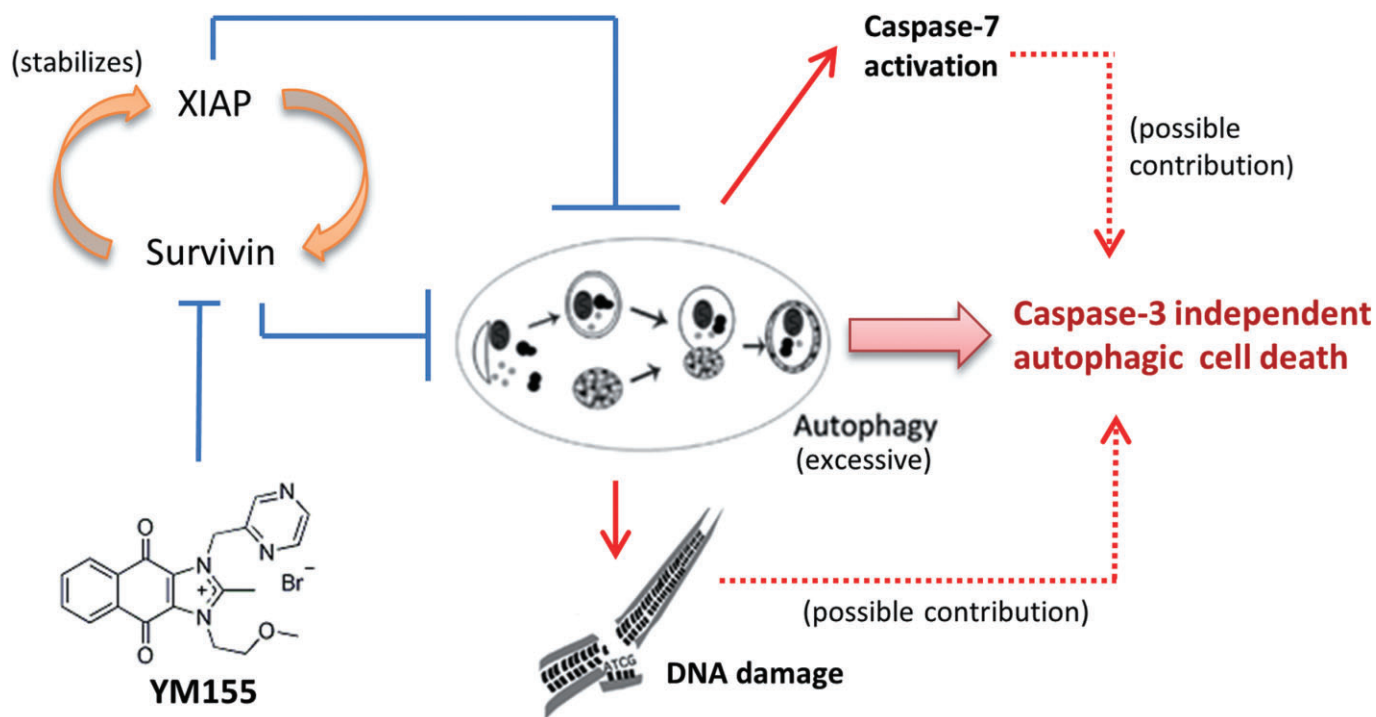 (stabilizes)
XIAP
Survivin
Caspase-7
activation
(possible
contribution)
Caspase-3 independent
autophagic cell death
Autophagy
(excessive)
N
N
O
N
+
N
O
O
Br⁻
YM155
ATCG
DNA damage
(possible contribution)